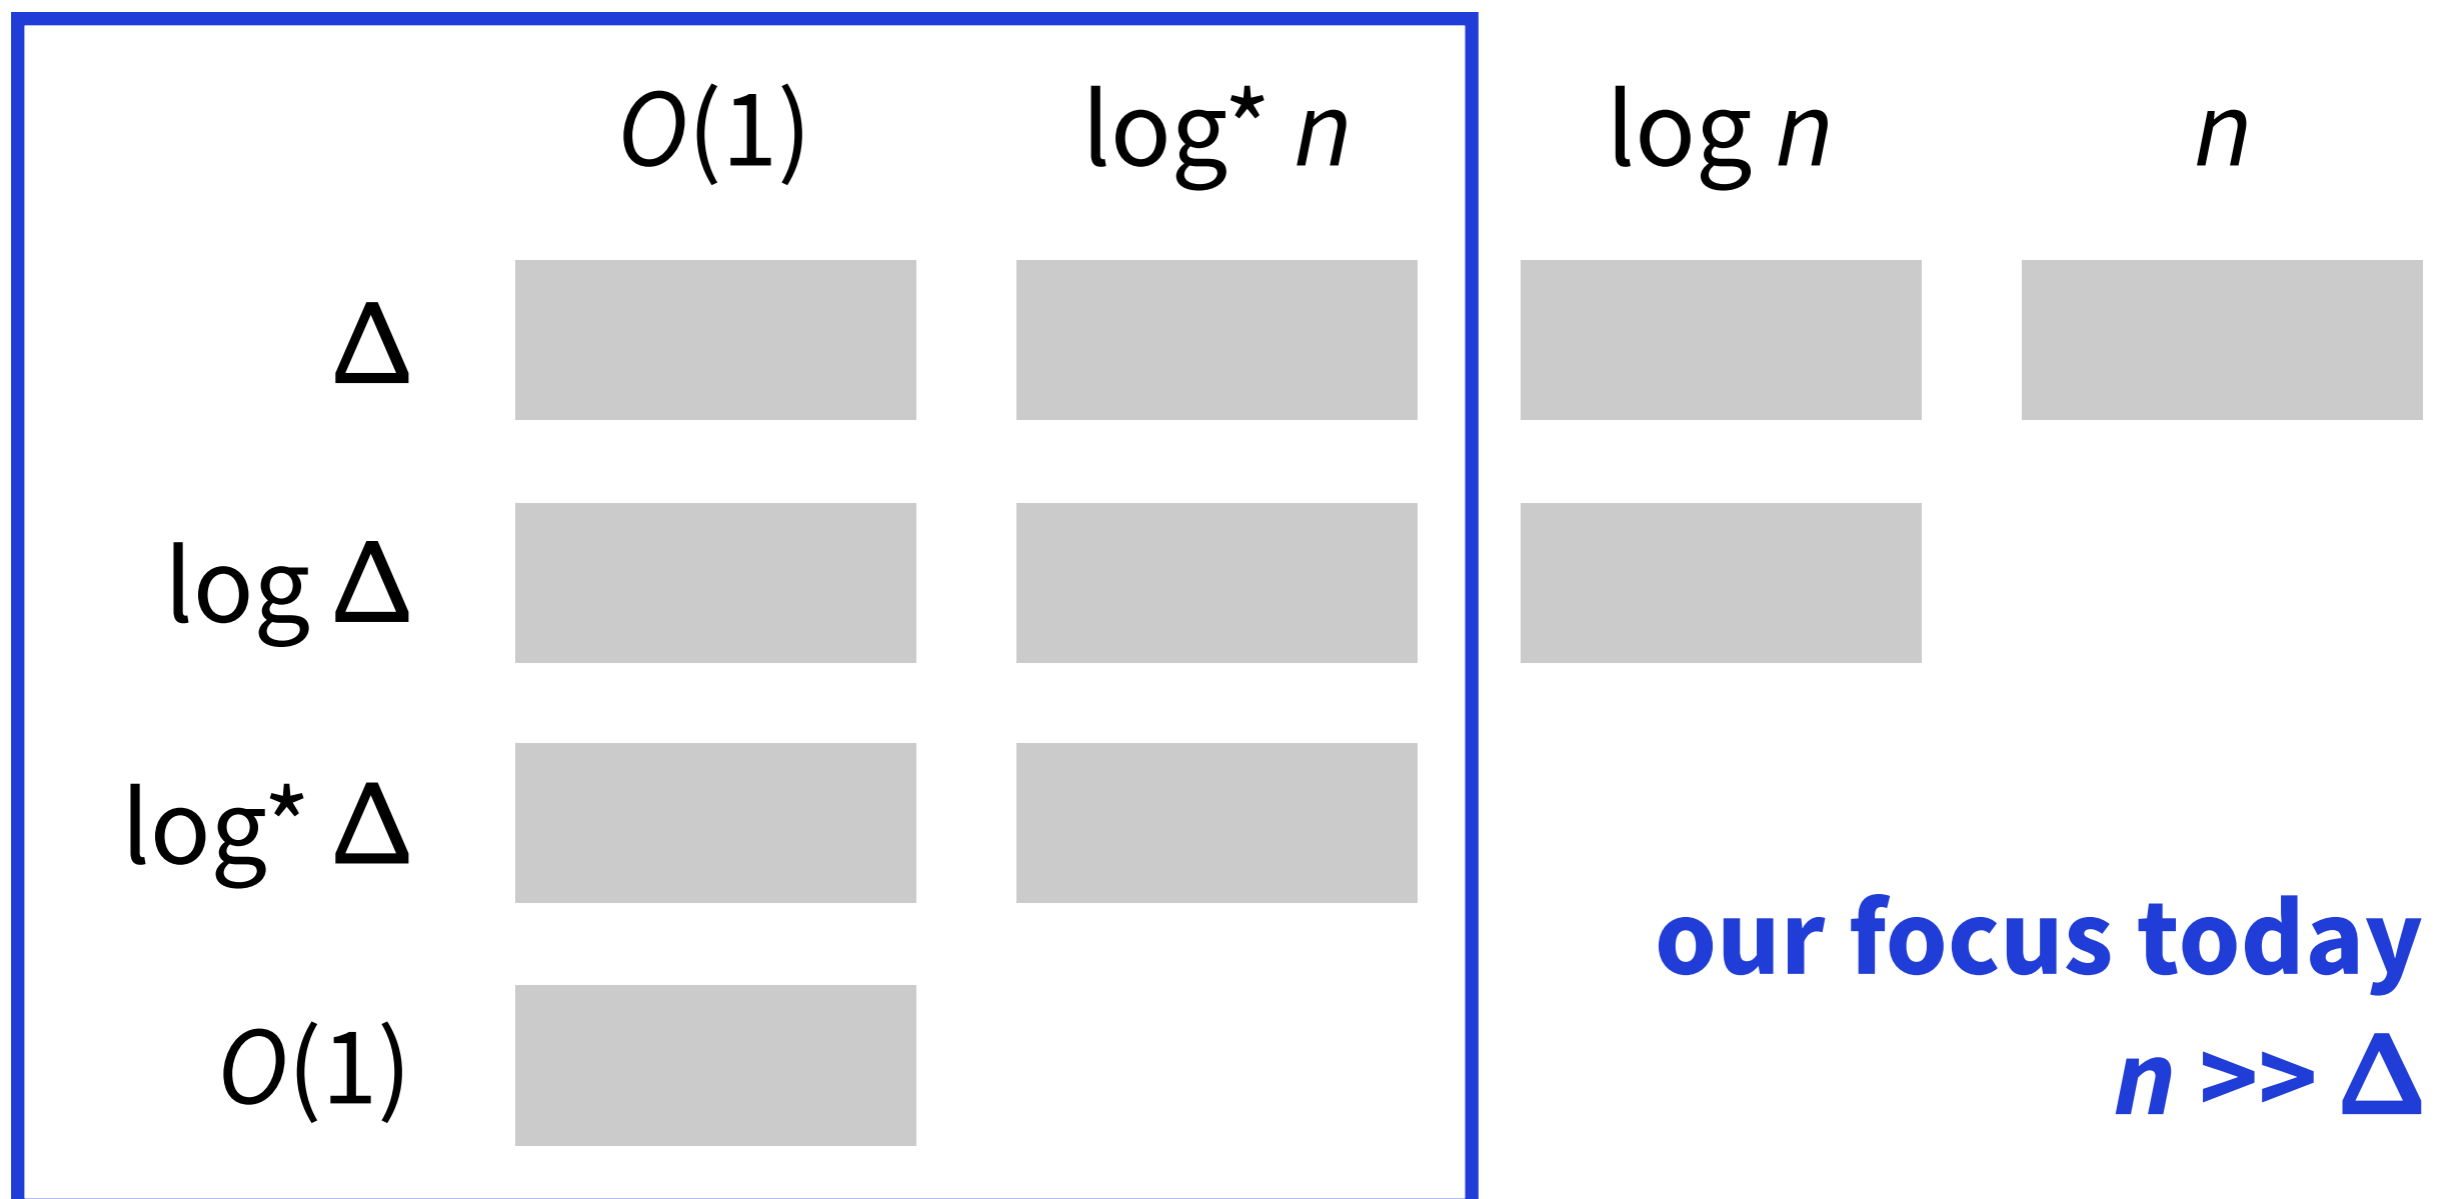 O(1) log* n log n n
Δ
log Δ
log* Δ
O(1)
our focus today
n >> Δ